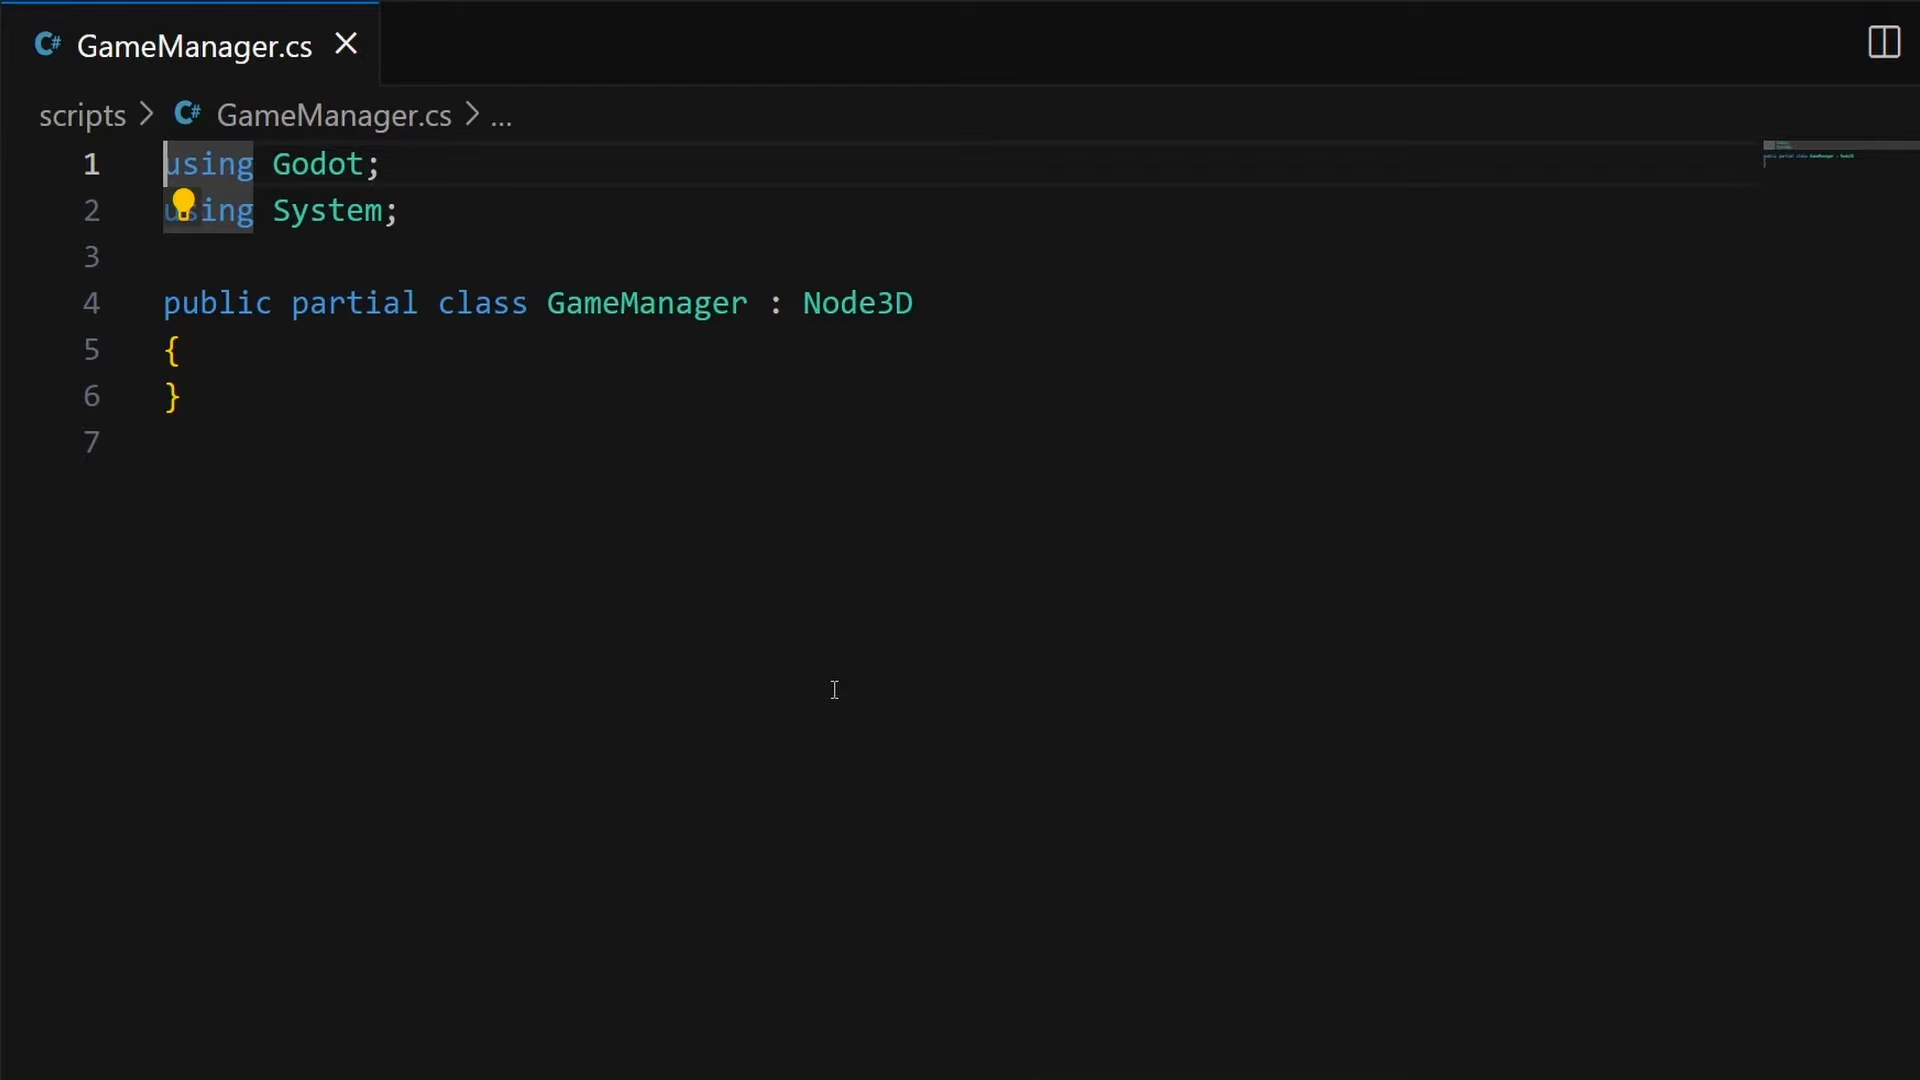 C# GameManager.cs
scripts > C# GameManager.cs > ...
1 using Godot;
2 using System;
3
4 public partial class GameManager : Node3D
5 {
6 }
7